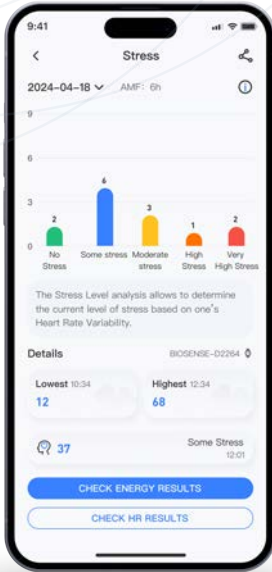 9:41
Stress
2024-04-18
AMF: 6h
9
6
3
0
2
6
3
1
2
No Stress
Some stress
Moderate stress
High Stress
Very High Stress
The Stress Level analysis allows to determine
the current level of stress based on one's
Heart Rate Variability.
Details
BIOSENSE-D2264
Lowest 10:34
12
Highest 12:34
68
37
Some Stress
12:01
CHECK ENERGY RESULTS
CHECK HR RESULTS